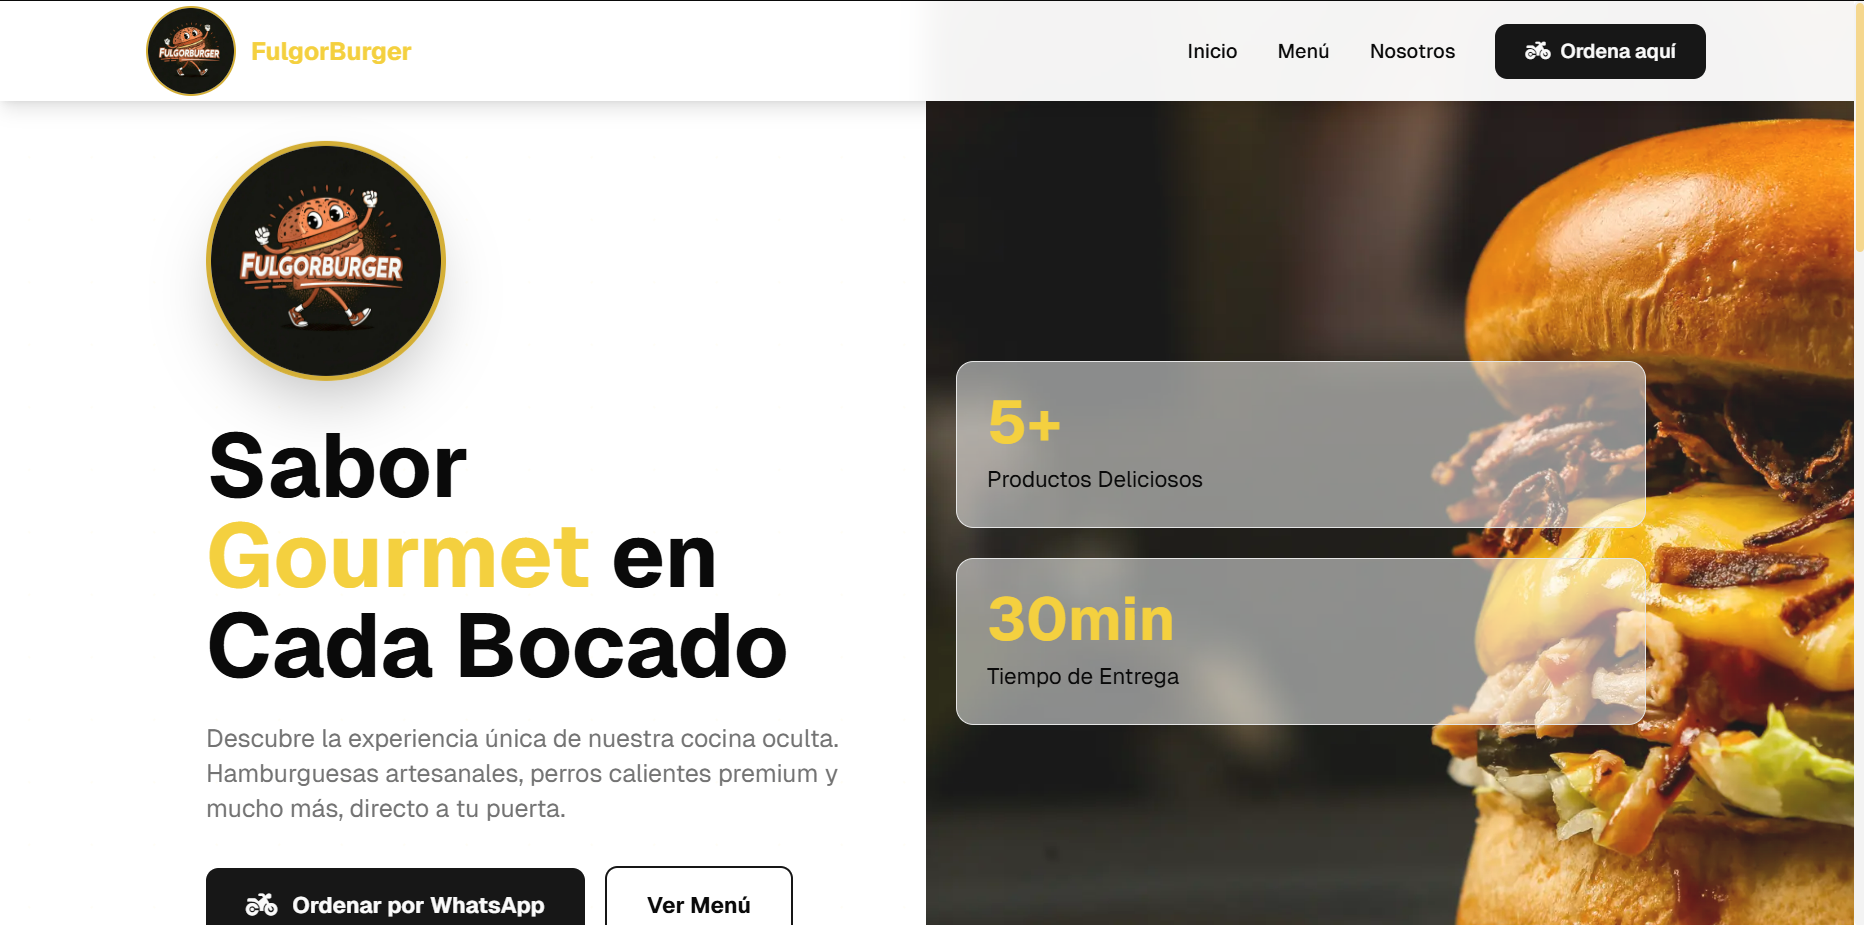 FULGORBURGER
FulgorBurger
Inicio
Menú
Nosotros
Ordena aquí
FULGORBURGER
Sabor
Gourmet en
Cada Bocado
Descubre la experiencia única de nuestra cocina oculta.
Hamburguesas artesanales, perros calientes premium y
mucho más, directo a tu puerta.
Ordenar por WhatsApp
Ver Menú
5+
Productos Deliciosos
30min
Tiempo de Entrega